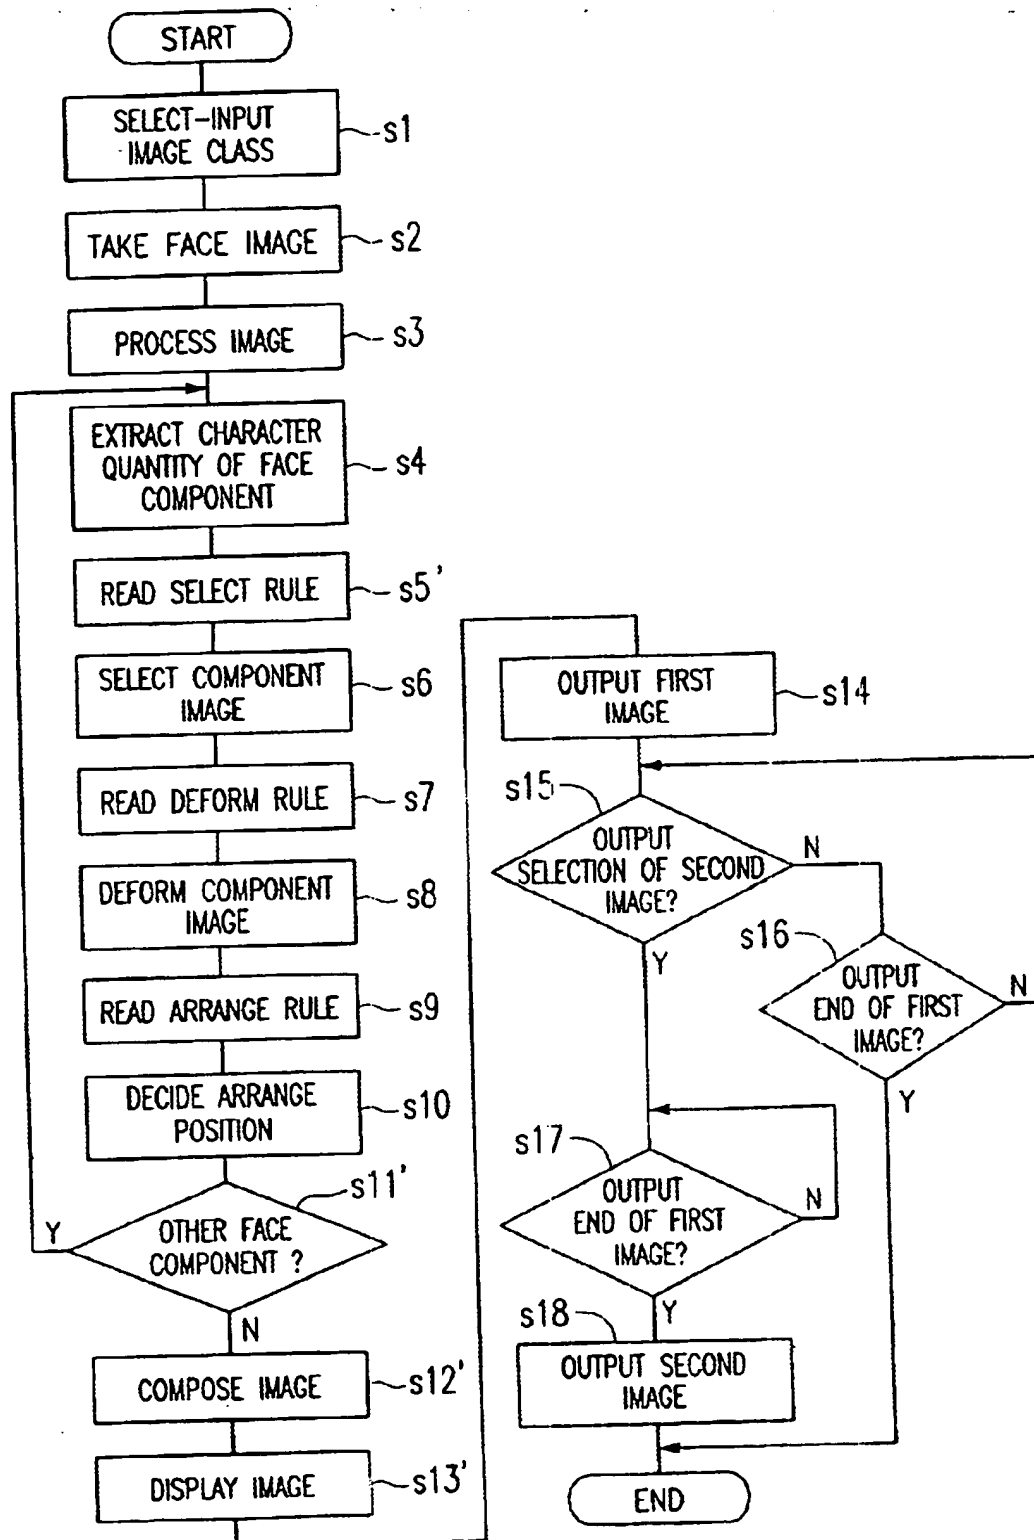 START
SELECT-INPUT
IMAGE CLASS
s1
TAKE FACE IMAGE
s2
PROCESS IMAGE
s3
EXTRACT CHARACTER
QUANTITY OF FACE
COMPONENT
s4
READ SELECT RULE
s5'
SELECT COMPONENT
IMAGE
s6
READ DEFORM RULE
s7
DEFORM COMPONENT
IMAGE
s8
READ ARRANGE RULE
s9
DECIDE ARRANGE
POSITION
s10
s11'
OTHER FACE
COMPONENT ?
Y
N
COMPOSE IMAGE
s12'
DISPLAY IMAGE
s13'
OUTPUT FIRST
IMAGE
s14
s15
OUTPUT
SELECTION OF SECOND
IMAGE?
N
Y
s16
OUTPUT
END OF FIRST
IMAGE?
N
Y
s17
OUTPUT
END OF FIRST
IMAGE?
N
Y
s18
OUTPUT SECOND
IMAGE
END